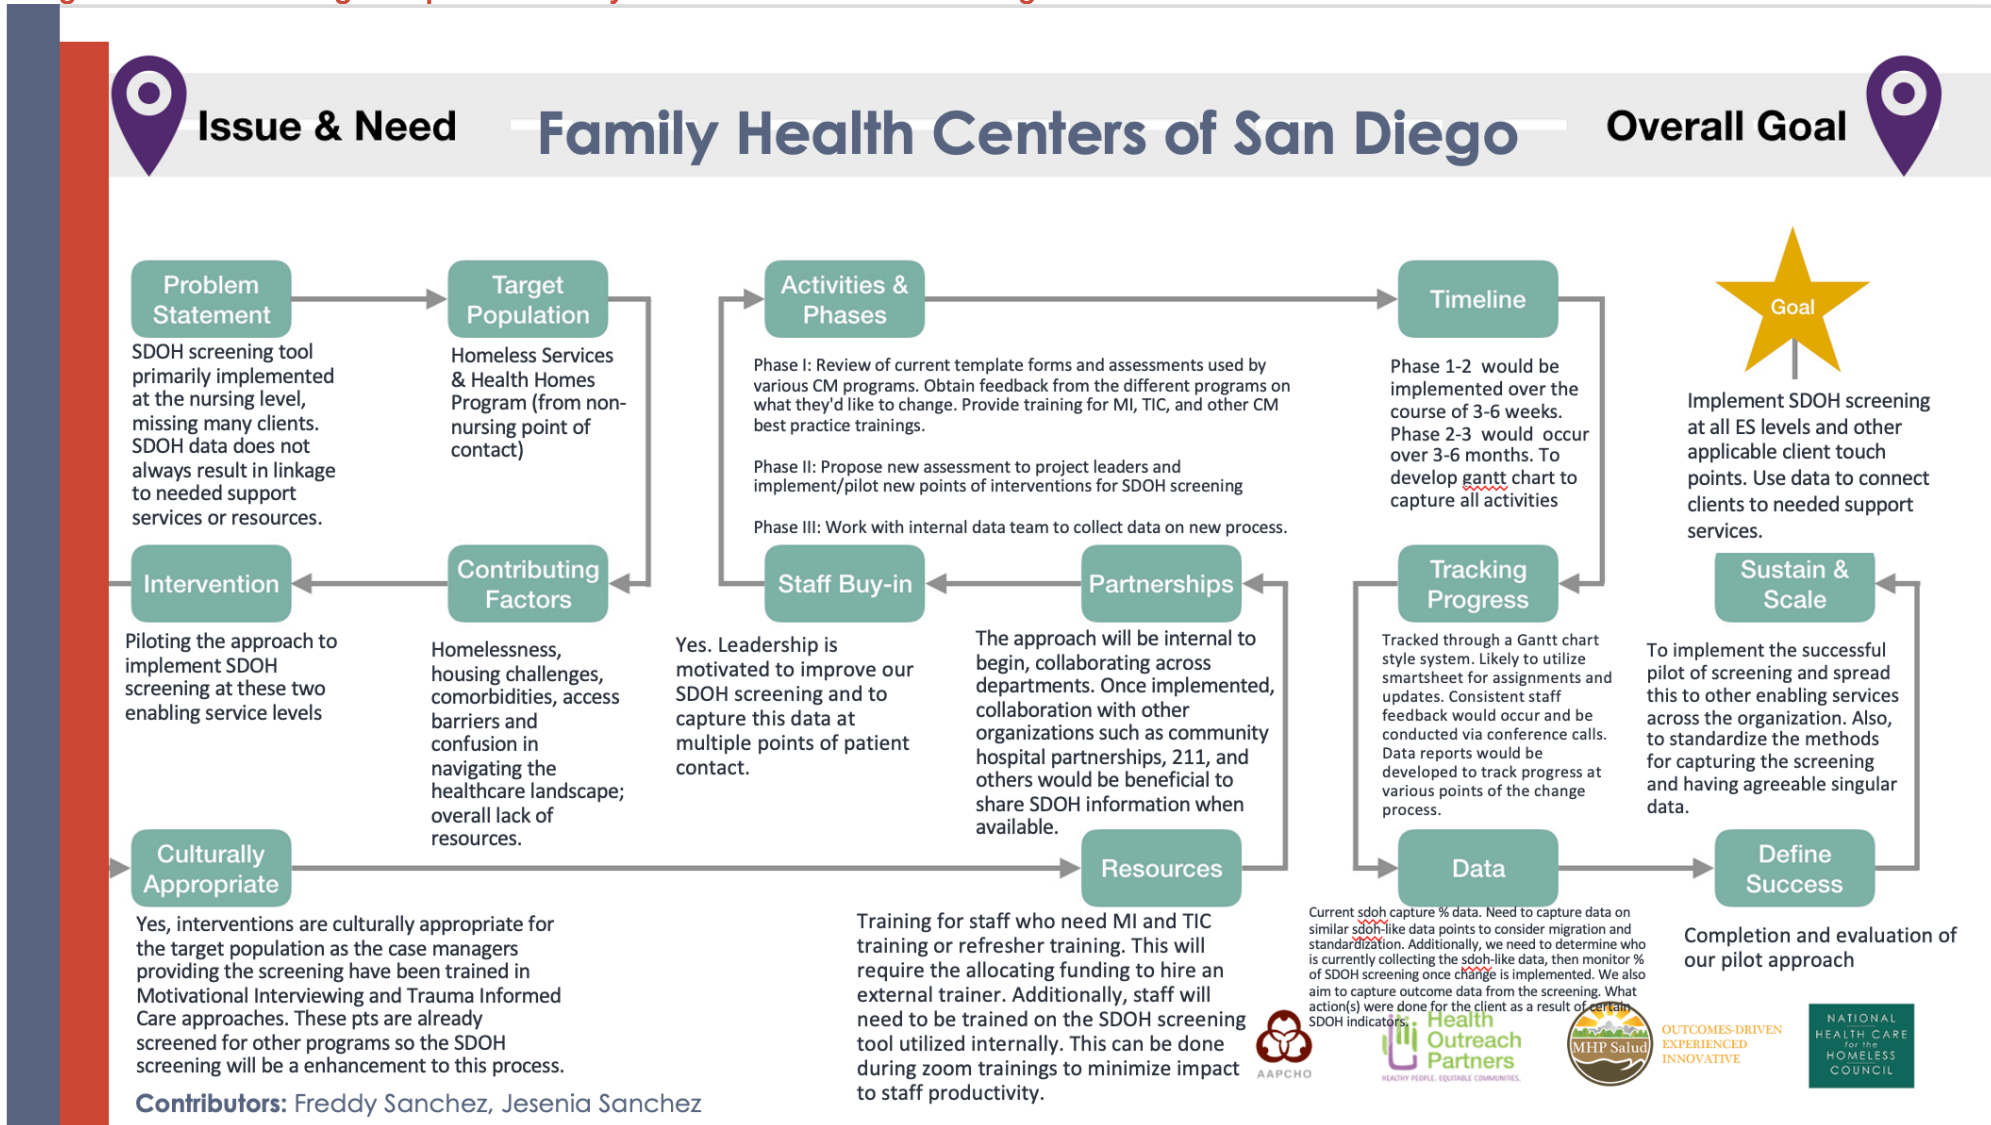 Issue & Need
Family Health Centers of San Diego
Overall Goal
Problem
Statement
SDOH screening tool
primarily implemented
at the nursing level,
missing many clients.
SDOH data does not
always result in linkage
to needed support
services or resources.
Target
Population
Homeless Services
& Health Homes
Program (from non-
nursing point of
contact)
Activities &
Phases
Phase I: Review of current template forms and assessments used by
various CM programs. Obtain feedback from the different programs on
what they'd like to change. Provide training for MI, TIC, and other CM
best practice trainings.
Phase II: Propose new assessment to project leaders and
implement/pilot new points of interventions for SDOH screening
Phase III: Work with internal data team to collect data on new process.
Timeline
Phase 1-2 would be
implemented over the
course of 3-6 weeks.
Phase 2-3 would occur
over 3-6 months. To
develop gantt chart to
capture all activities
Goal
Implement SDOH screening
at all ES levels and other
applicable client touch
points. Use data to connect
clients to needed support
services.
Intervention
Piloting the approach to
implement SDOH
screening at these two
enabling service levels
Contributing
Factors
Homelessness,
housing challenges,
comorbidities, access
barriers and
confusion in
navigating the
healthcare landscape;
overall lack of
resources.
Staff Buy-in
Yes. Leadership is
motivated to improve our
SDOH screening and to
capture this data at
multiple points of patient
contact.
Partnerships
The approach will be internal to
begin, collaborating across
departments. Once implemented,
collaboration with other
organizations such as community
hospital partnerships, 211, and
others would be beneficial to
share SDOH information when
available.
Tracking
Progress
Tracked through a Gantt chart
style system. Likely to utilize
smartsheet for assignments and
updates. Consistent staff
feedback would occur and be
conducted via conference calls.
Data reports would be
developed to track progress at
various points of the change
process.
Sustain &
Scale
To implement the successful
pilot of screening and spread
this to other enabling services
across the organization. Also,
to standardize the methods
for capturing the screening
and having agreeable singular
data.
Culturally
Appropriate
Yes, interventions are culturally appropriate for
the target population as the case managers
providing the screening have been trained in
Motivational Interviewing and Trauma Informed
Care approaches. These pts are already
screened for other programs so the SDOH
screening will be a enhancement to this process.
Resources
Training for staff who need MI and TIC
training or refresher training. This will
require the allocating funding to hire an
external trainer. Additionally, staff will
need to be trained on the SDOH screening
tool utilized internally. This can be done
during zoom trainings to minimize impact
to staff productivity.
Data
Current sdoh capture % data. Need to capture data on
similar sdoh-like data points to consider migration and
standardization. Additionally, we need to determine who
is currently collecting the sdoh-like data, then monitor %
of SDOH screening once change is implemented. We also
aim to capture outcome data from the screening. What
action(s) were done for the client as a result of certain
SDOH indicators.
Define
Success
Completion and evaluation of
our pilot approach
Contributors: Freddy Sanchez, Jesenia Sanchez
AAPCHO
Health
Outreach
Partners
HEALTHY PEOPLE. EQUITABLE COMMUNITIES.
MHP Salud
OUTCOMES-DRIVEN
EXPERIENCED
INNOVATIVE
NATIONAL
HEALTH CARE
for the
HOMELESS
COUNCIL